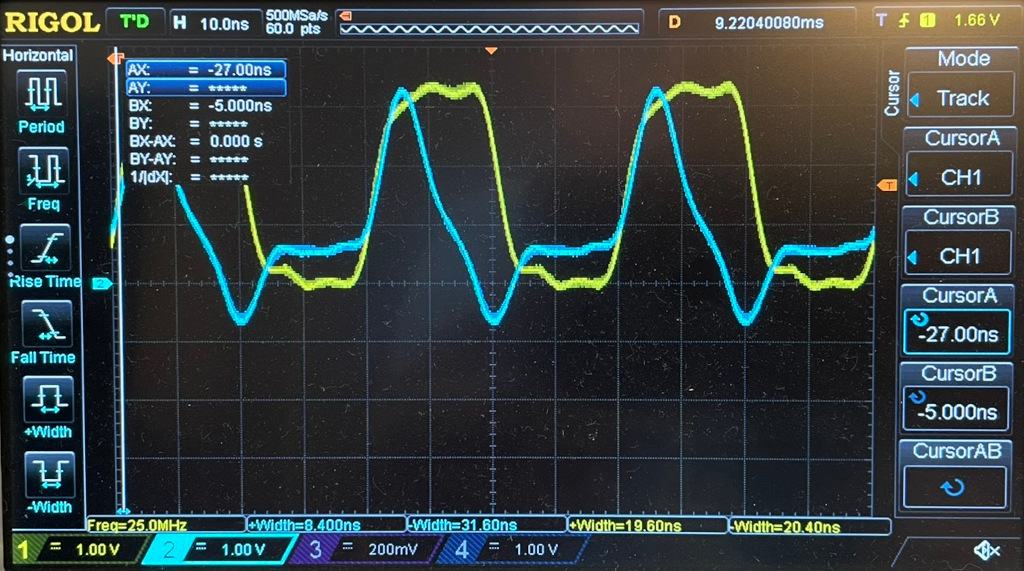 RIGOL T'D H 10.0ns 500MSa/s 60.0 pts D 9.22040080ms T 1 1.66 V
Horizontal
Period
Freq
Rise Time
Fall Time
+Width
-Width
AX: = -27.00ns
AY: = *****
BX: = -5.000ns
BY: = *****
BX-AX: = 0.000 s
BY-AY: = *****
1/|dX|: = *****
T
T
2
Cursor
Mode
Track
CursorA
CH1
CursorB
CH1
CursorA
-27.00ns
CursorB
-5.000ns
CursorAB
Freq=25.0MHz +Width=8.400ns -Width=31.60ns +Width=19.60ns -Width=20.40ns
1 = 1.00 V 2 = 1.00 V 3 = 200mV 4 = 1.00 V